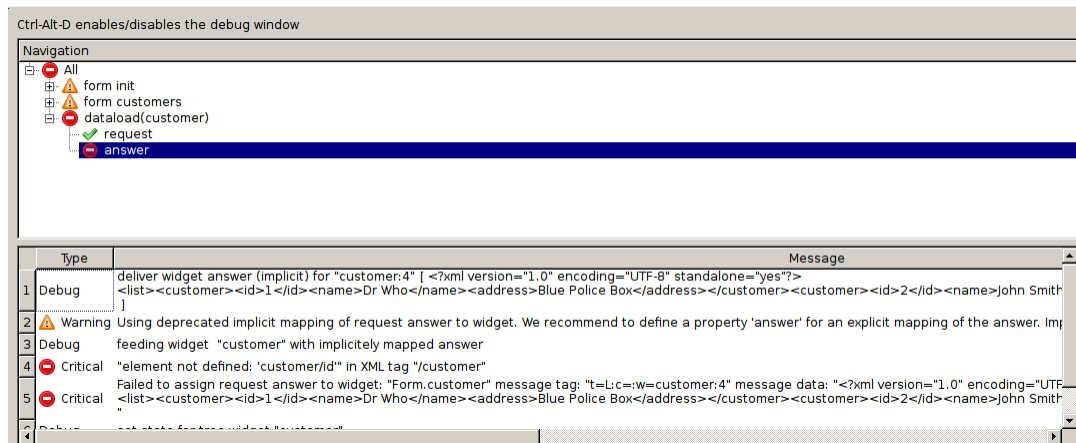 Ctrl-Alt-D enables/disables the debug window
Navigation
All
form init
form customers
dataload(customer)
request
answer
Type Message
1 Debug deliver widget answer (implicit) for "customer:4" [ <?xml version="1.0" encoding="UTF-8" standalone="yes"?>
<list><customer><id>1</id><name>Dr Who</name><address>Blue Police Box</address></customer><customer><id>2</id><name>John Smith
]
2 Warning Using deprecated implicit mapping of request answer to widget. We recommend to define a property 'answer' for an explicit mapping of the answer. Imp
3 Debug feeding widget "customer" with implicitely mapped answer
4 Critical "element not defined: 'customer/id'" in XML tag "/customer"
5 Critical Failed to assign request answer to widget: "Form.customer" message tag: "t=L:c=:w=customer:4" message data: "<?xml version="1.0" encoding="UTF
<list><customer><id>1</id><name>Dr Who</name><address>Blue Police Box</address></customer><customer><id>2</id><name>John Smith
"